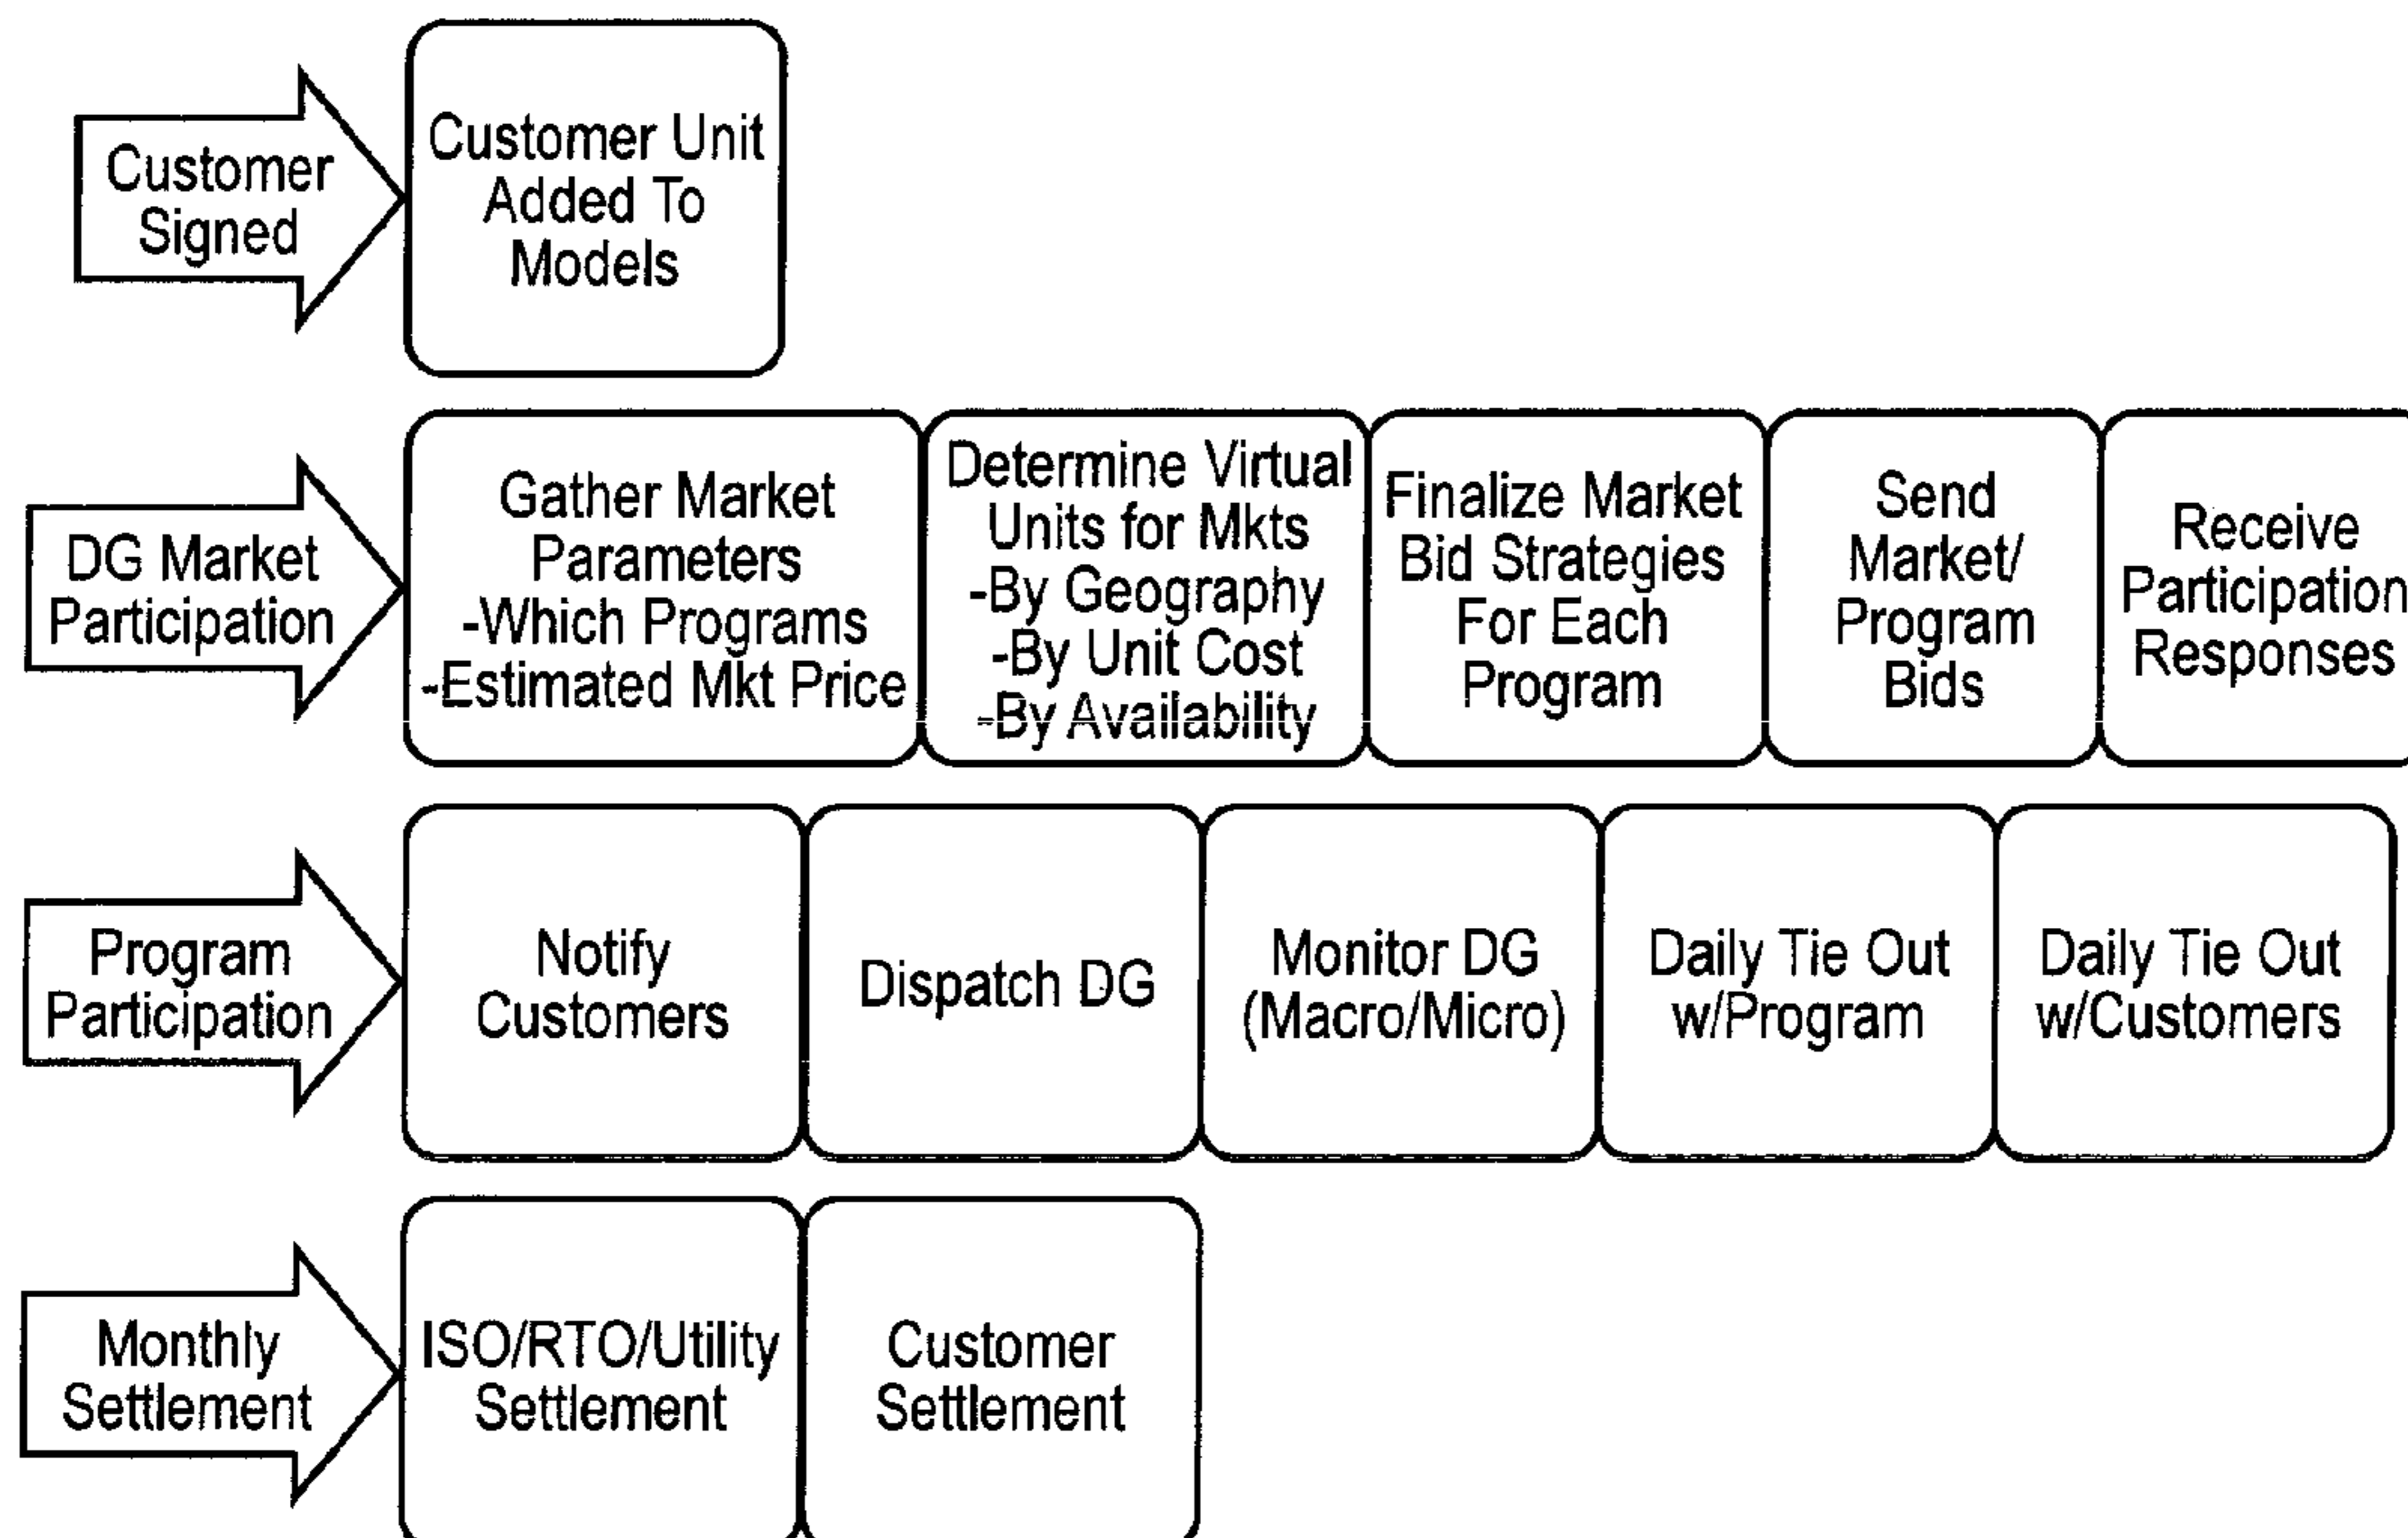 Customer
Signed
Customer Unit
Added To
Models
DG Market
Participation
Gather Market
Parameters
-Which Programs
-Estimated Mkt Price
Determine Virtual
Units for Mkts
-By Geography
-By Unit Cost
-By Availability
Finalize Market
Bid Strategies
For Each
Program
Send
Market/
Program
Bids
Receive
Participation
Responses
Program
Participation
Notify
Customers
Dispatch DG
Monitor DG
(Macro/Micro)
Daily Tie Out
w/Program
Daily Tie Out
w/Customers
Monthly
Settlement
ISO/RTO/Utility
Settlement
Customer
Settlement